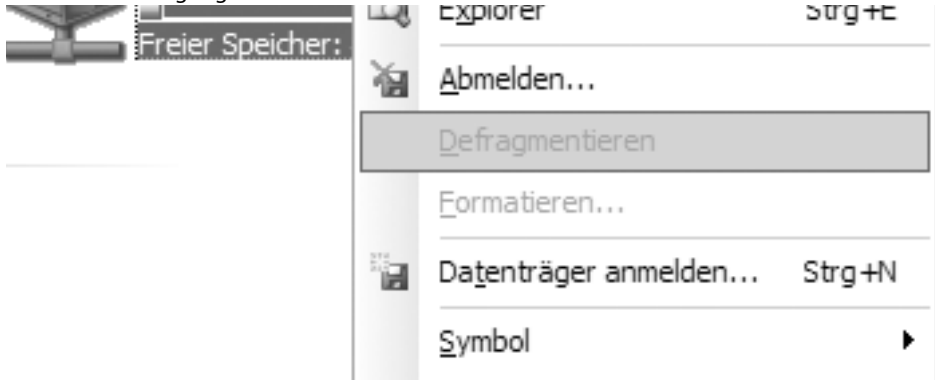 Explorer Strg+E
Freier Speicher:
Abmelden...
Defragmentieren
Formatieren...
Datenträger anmelden... Strg+N
Symbol